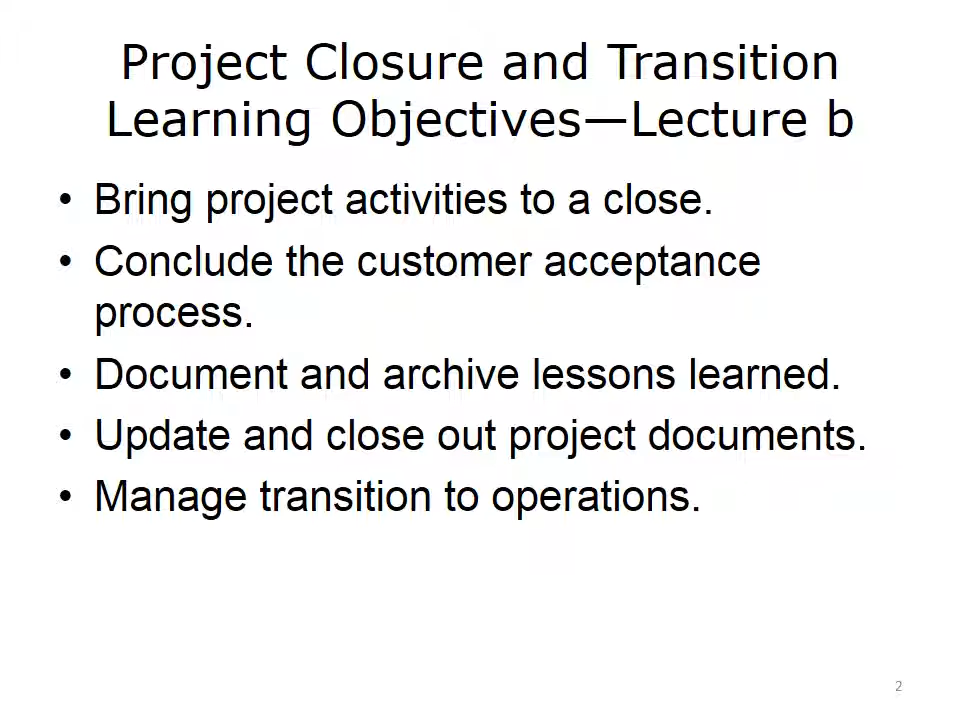 Project Closure and Transition
Learning Objectives—Lecture b
• Bring project activities to a close.
• Conclude the customer acceptance
process.
• Document and archive lessons learned.
• Update and close out project documents.
• Manage transition to operations.
2